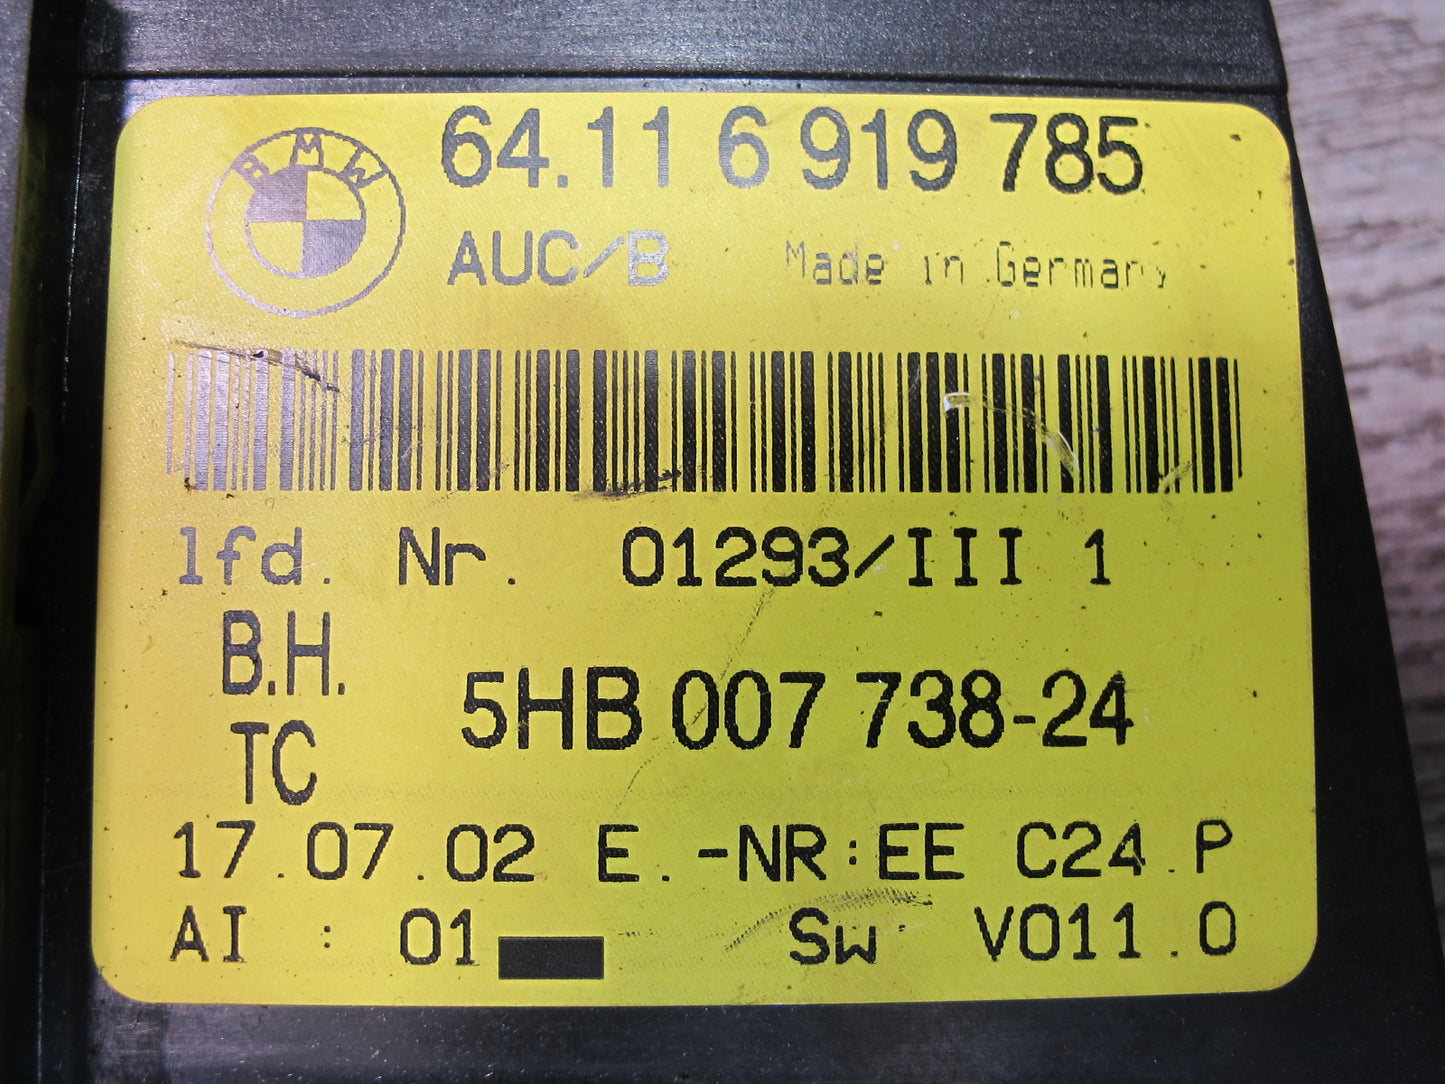 BMW
64.11 6 919 785
AUC/B Made in Germany
lfd. Nr. 01293/III 1
B.H.
5HB 007 738-24
TC
17.07.02 E.-NR:EE C24.P
AI : 01 Sw: V011.0